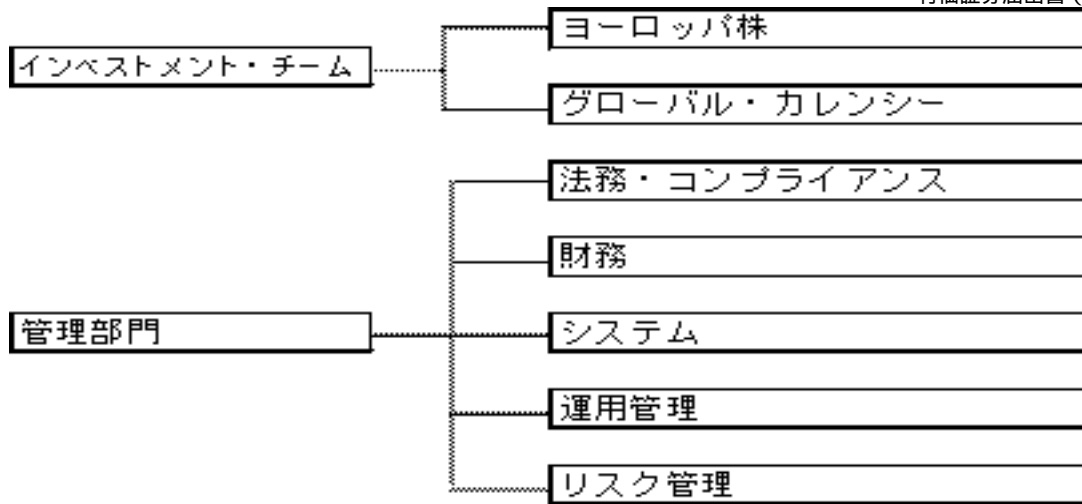 ヨーロッパ株
インベストメント・チーム
グローバル・カレンシー
法務・コンプライアンス
財務
管理部門
システム
運用管理
リスク管理